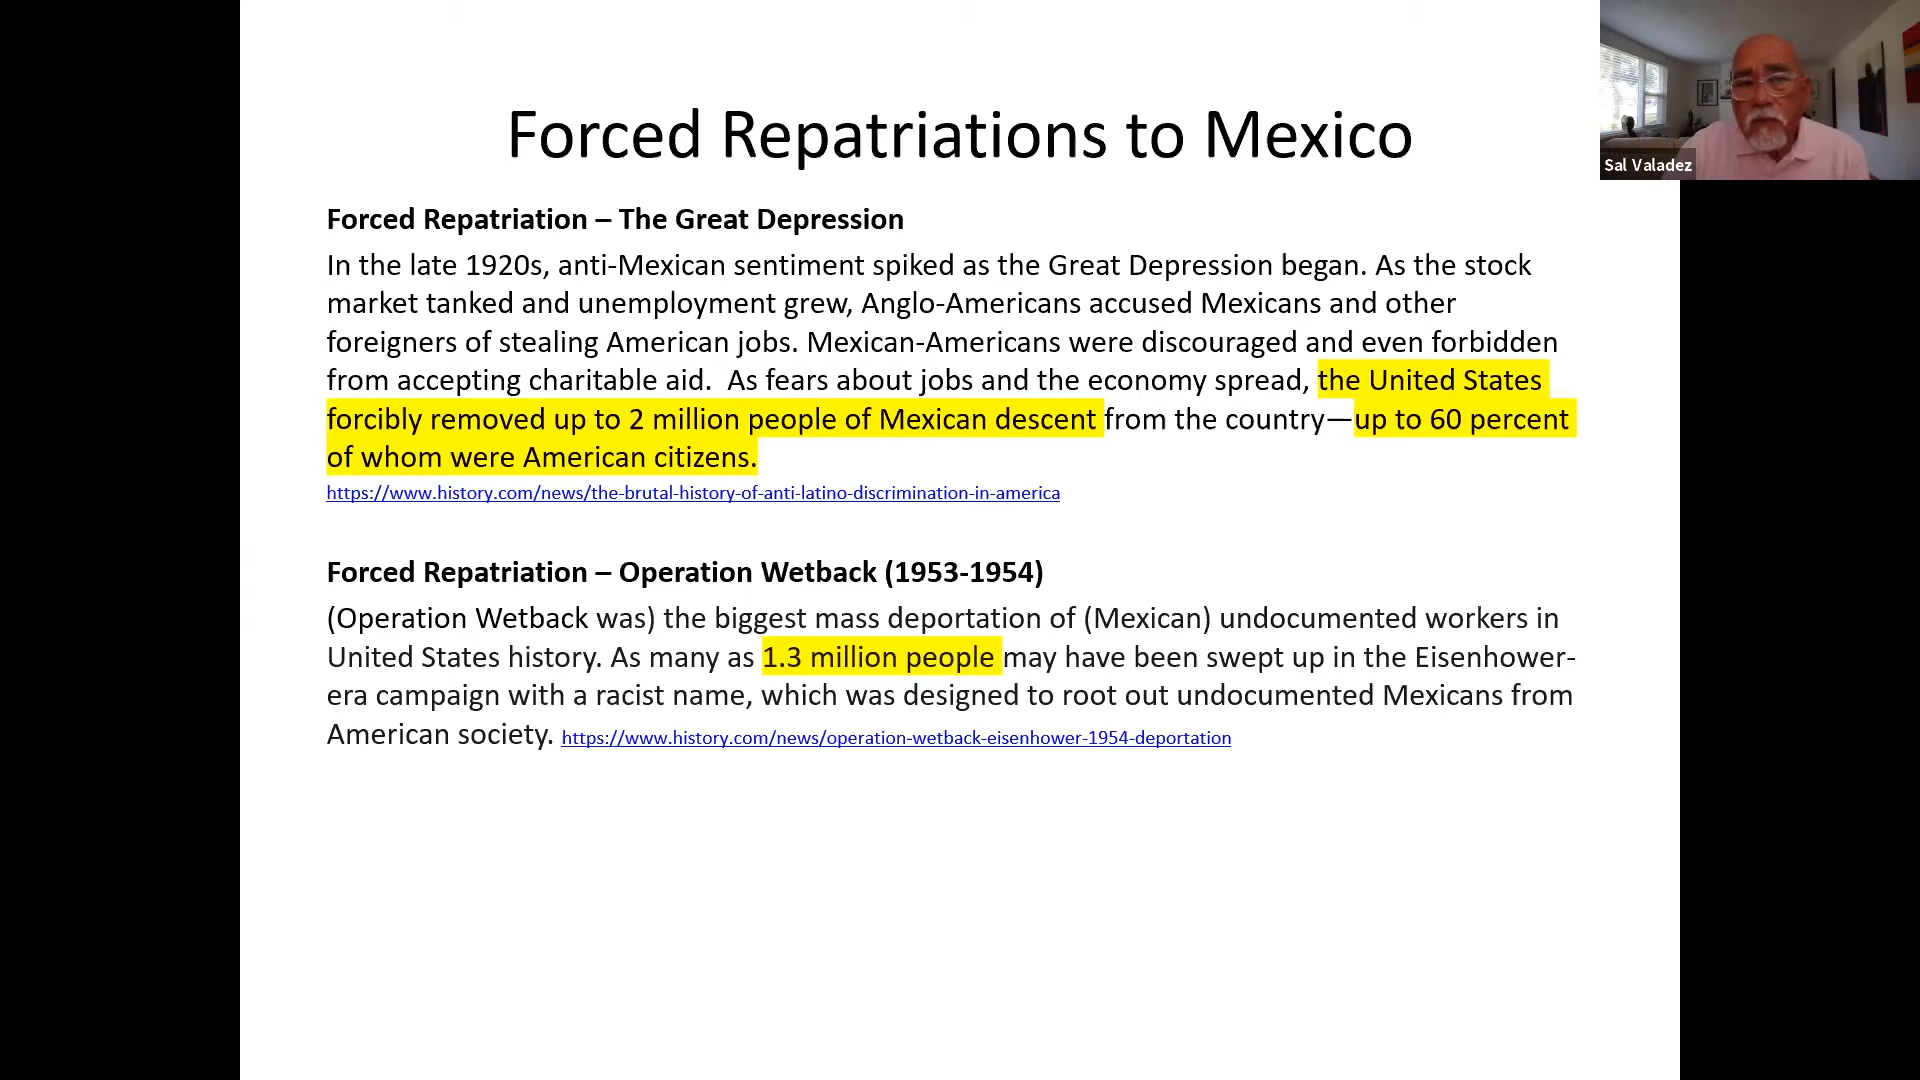 Forced Repatriations to Mexico
Sal Valadez
Forced Repatriation – The Great Depression
In the late 1920s, anti-Mexican sentiment spiked as the Great Depression began. As the stock
market tanked and unemployment grew, Anglo-Americans accused Mexicans and other
foreigners of stealing American jobs. Mexican-Americans were discouraged and even forbidden
from accepting charitable aid.  As fears about jobs and the economy spread, the United States
forcibly removed up to 2 million people of Mexican descent from the country—up to 60 percent
of whom were American citizens.
https://www.history.com/news/the-brutal-history-of-anti-latino-discrimination-in-america
Forced Repatriation – Operation Wetback (1953-1954)
(Operation Wetback was) the biggest mass deportation of (Mexican) undocumented workers in
United States history. As many as 1.3 million people may have been swept up in the Eisenhower-
era campaign with a racist name, which was designed to root out undocumented Mexicans from
American society. https://www.history.com/news/operation-wetback-eisenhower-1954-deportation